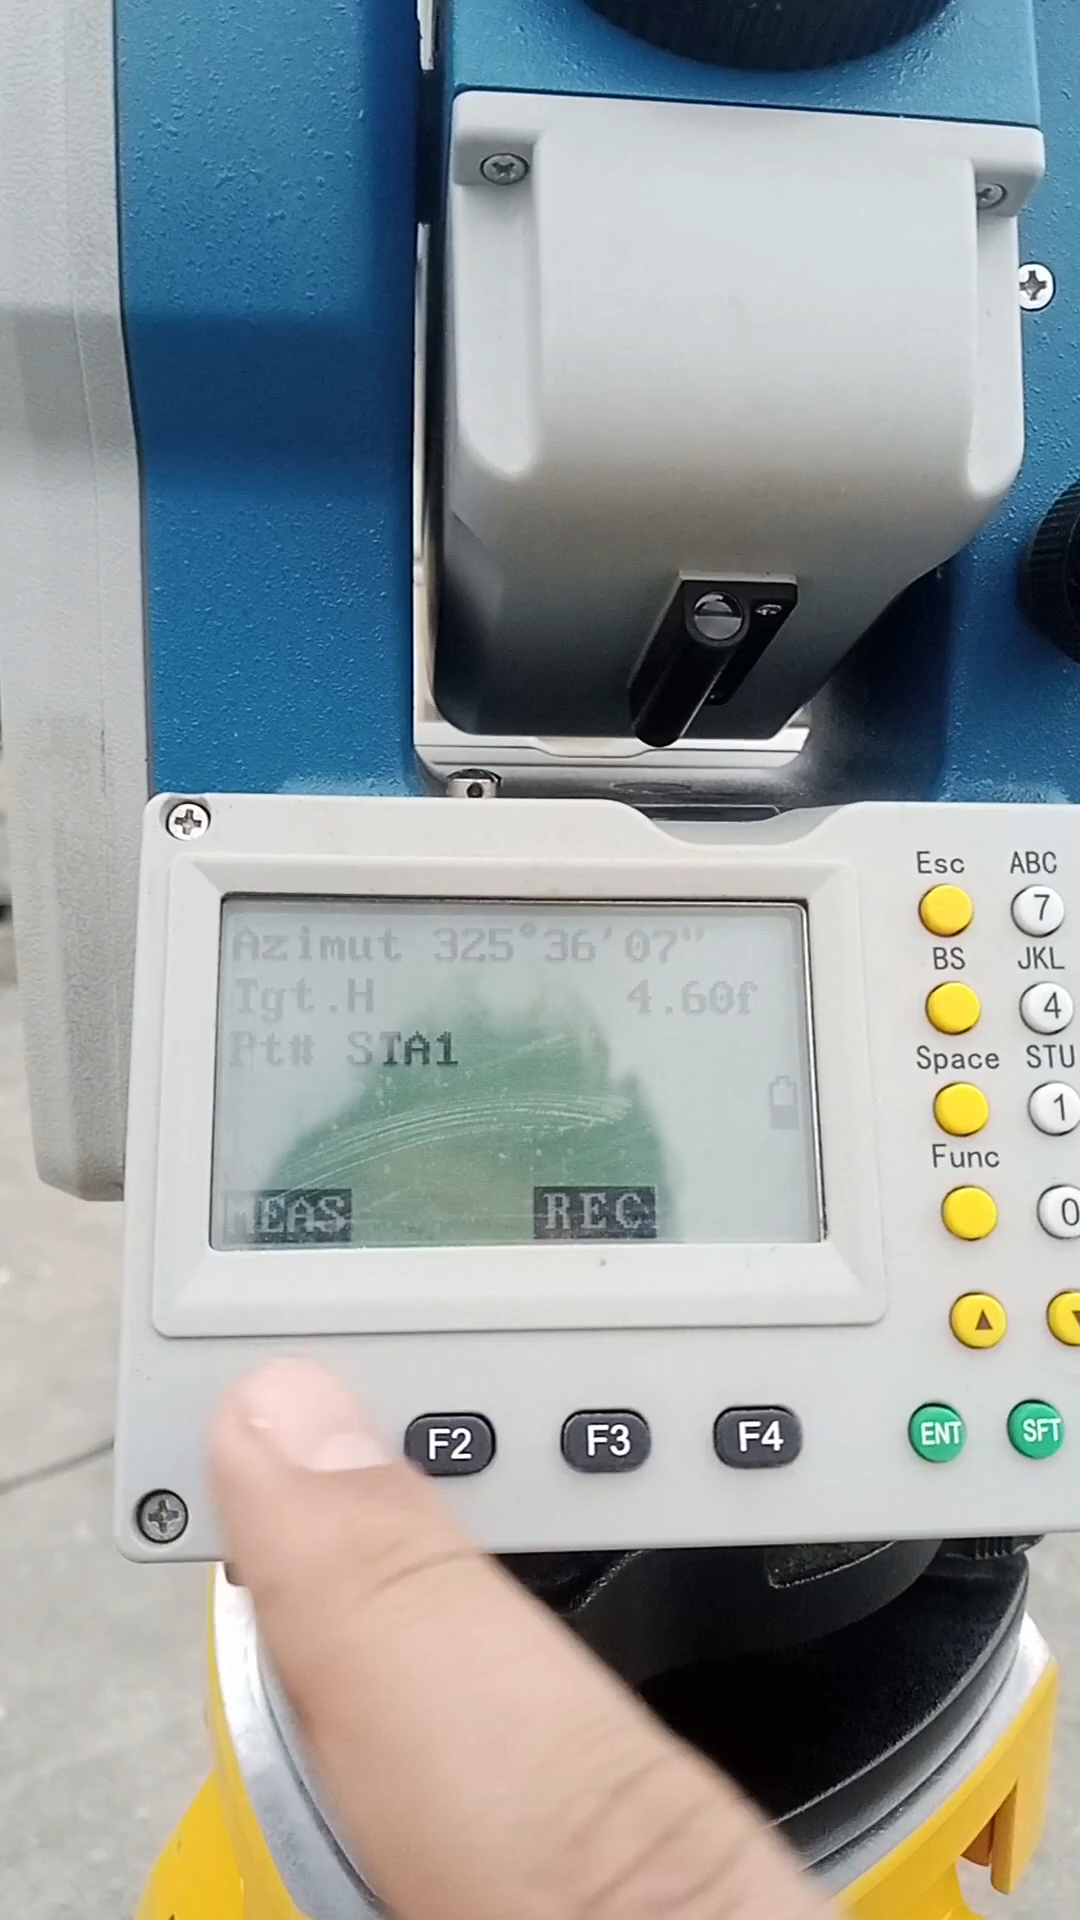 Azimut 325°36'07"
Tgt.H 4.60f
Pt# STA1
MEAS REC
Esc ABC
7
BS JKL
4
Space STU
1
Func
0
▲ ▼
F2 F3 F4 ENT SFT